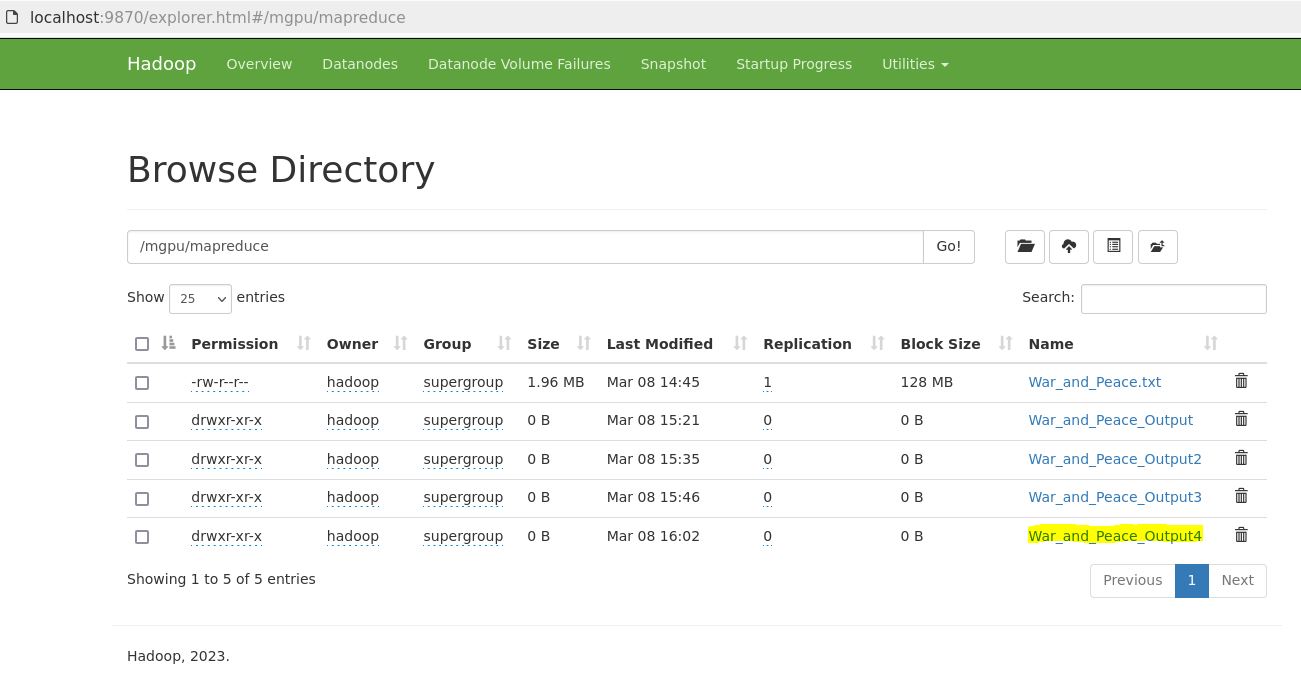 localhost:9870/explorer.html#/mgpu/mapreduce
Hadoop Overview Datanodes Datanode Volume Failures Snapshot Startup Progress Utilities
Browse Directory
/mgpu/mapreduce Go!
Show 25 entries Search:
Permission Owner Group Size Last Modified Replication Block Size Name
-rw-r--r-- hadoop supergroup 1.96 MB Mar 08 14:45 1 128 MB War_and_Peace.txt
drwxr-xr-x hadoop supergroup 0 B Mar 08 15:21 0 0 B War_and_Peace_Output
drwxr-xr-x hadoop supergroup 0 B Mar 08 15:35 0 0 B War_and_Peace_Output2
drwxr-xr-x hadoop supergroup 0 B Mar 08 15:46 0 0 B War_and_Peace_Output3
drwxr-xr-x hadoop supergroup 0 B Mar 08 16:02 0 0 B War_and_Peace_Output4
Showing 1 to 5 of 5 entries Previous 1 Next
Hadoop, 2023.